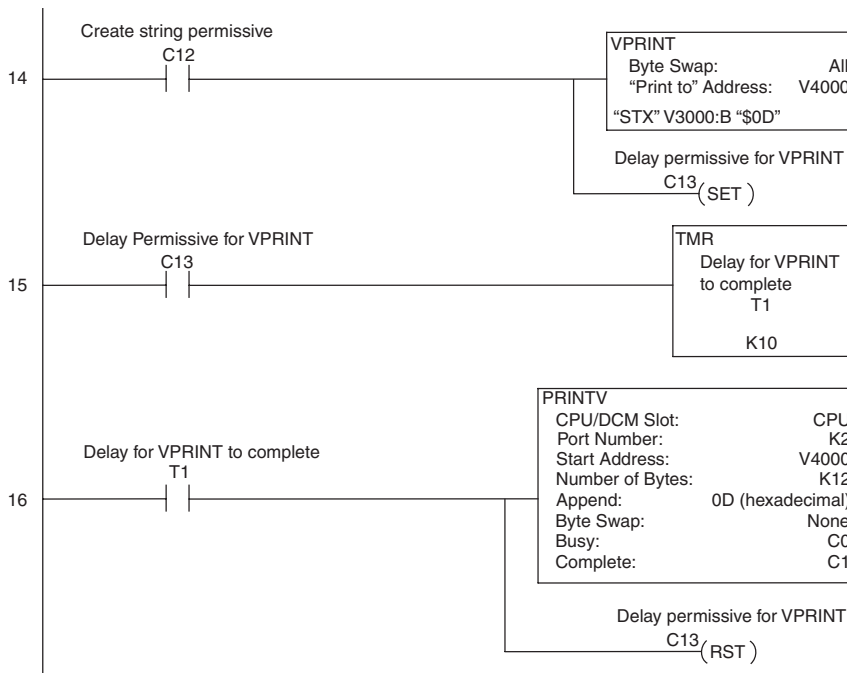 Create string permissive
C12
14
VPRINT
Byte Swap: All
“Print to” Address: V4000
“STX” V3000:B “$0D”
Delay permissive for VPRINT
C13
(SET)
Delay Permissive for VPRINT
C13
15
TMR
Delay for VPRINT
to complete
T1
K10
PRINTV
CPU/DCM Slot: CPU
Port Number: K2
Start Address: V4000
Number of Bytes: K12
Append: 0D (hexadecimal)
Byte Swap: None
Busy: C0
Complete: C1
Delay for VPRINT to complete
T1
16
Delay permissive for VPRINT
C13
(RST)